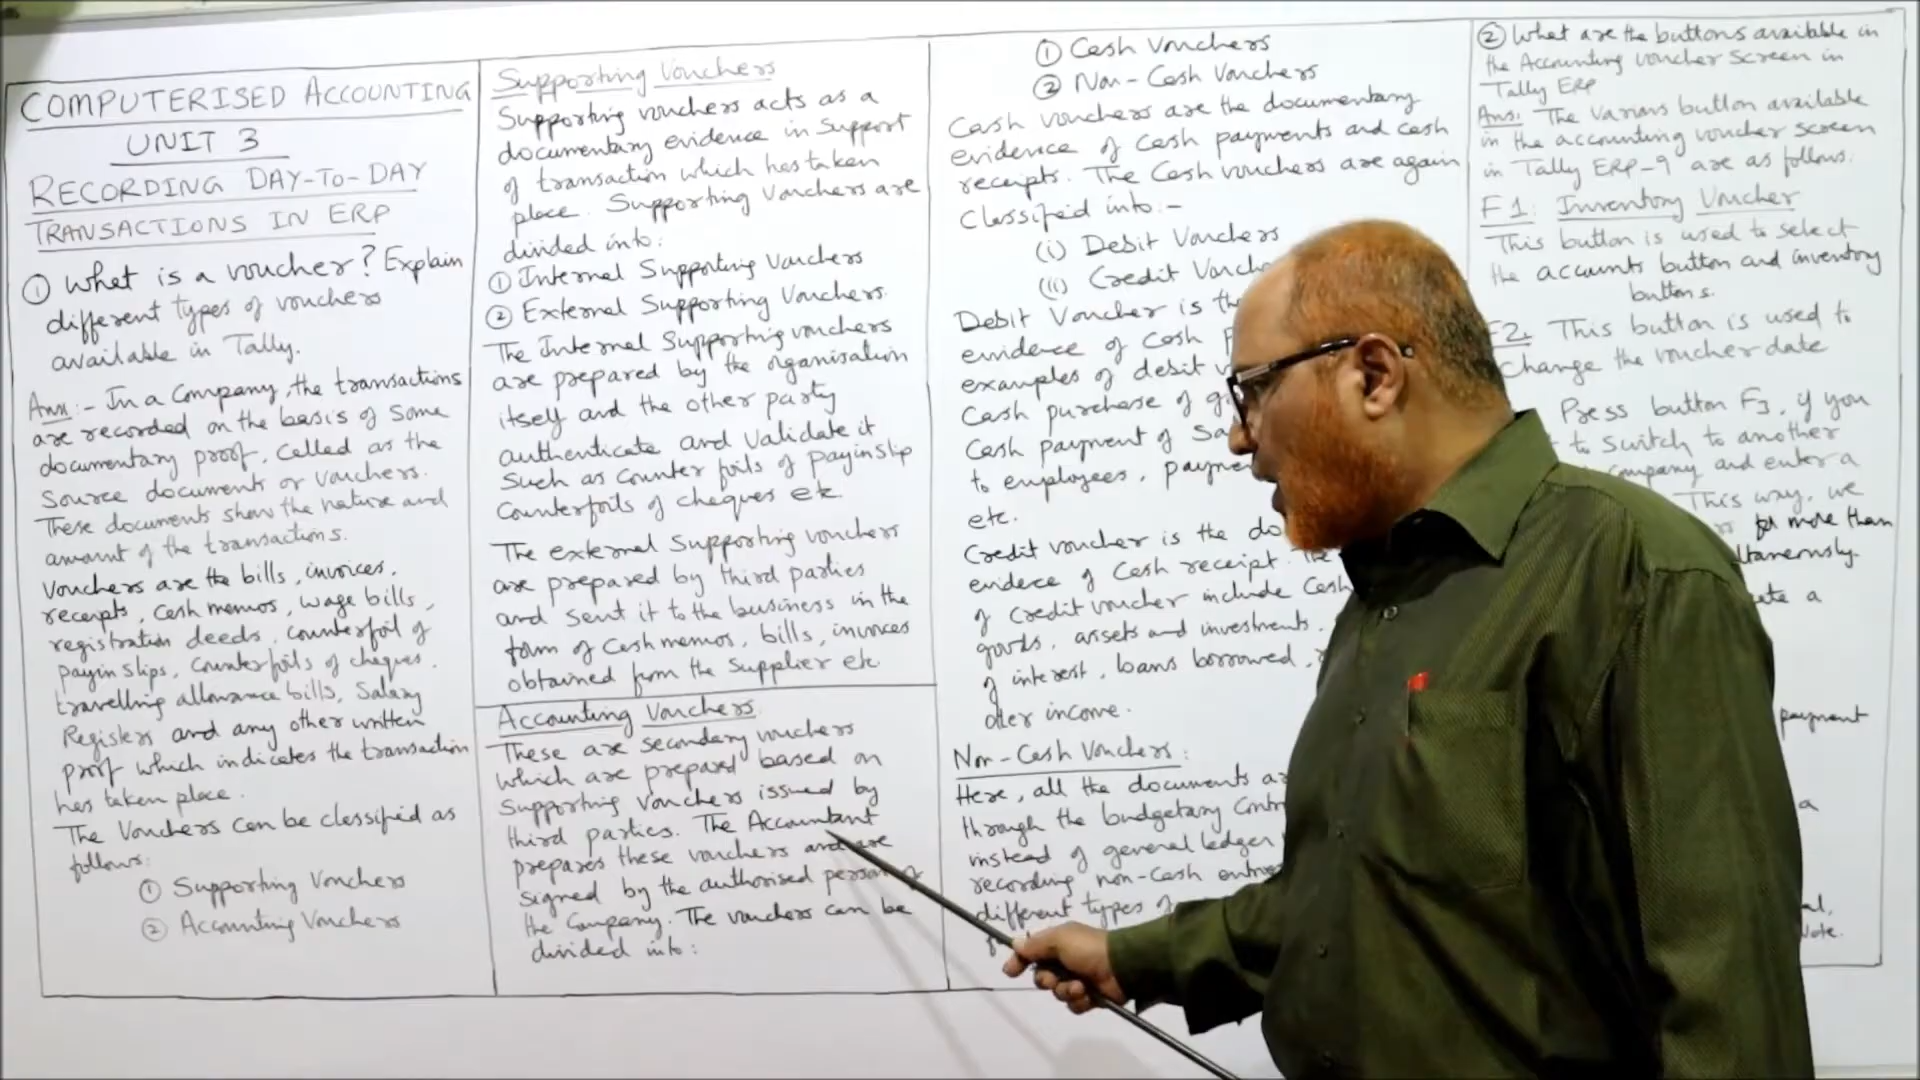 COMPUTERISED ACCOUNTING
UNIT 3
RECORDING DAY-TO-DAY
TRANSACTIONS IN ERP
① What is a voucher? Explain
different types of vouchers
available in Tally.
Ans:- In a Company, the transactions
are recorded on the basis of some
documentary proof, called as the
Source documents or vouchers.
These documents show the nature and
amount of the transactions.
Vouchers are the bills, invoices,
receipts, cash memos, wage bills,
registration deeds, counterfoil of
payin slips, counterfoils of cheques,
travelling allowance bills, Salary
Registers and any other written
proof which indicates the transaction
has taken place.
The Vouchers can be classified as
follows:
① Supporting Vouchers
② Accounting Vouchers
Supporting Vouchers
Supporting vouchers acts as a
documentary evidence in support
of transaction which has taken
place. Supporting Vouchers are
divided into:
① Internal Supporting Vouchers
② External Supporting Vouchers.
The Internal Supporting vouchers
are prepared by the organisation
itself and the other party
authenticate and validate it
such as counter foils of payinslip
Counterfoils of cheques etc.
The external supporting vouchers
are prepared by third parties
and sent it to the business in the
form of Cash memos, bills, invoices
obtained from the supplier etc.
Accounting Vouchers
These are secondary vouchers
which are prepared based on
supporting vouchers issued by
third parties. The Accountant
prepares these vouchers and are
signed by the authorised person of
the Company. The vouchers can be
divided into:
① Cash Vouchers
② Non-Cash Vouchers
Cash vouchers are the documentary
evidence of cash payments and cash
receipts. The Cash vouchers are again
classified into:-
(i) Debit Vouchers
(ii) Credit
Debit Voucher is the
evidence of Cash
examples of debit
Cash purchase of
Cash payment of
to employees,
etc.
Credit voucher is the
evidence of Cash receipt. The
of credit voucher include Cash
goods, assets and investments.
of interest, loans borrowed,
other income.
Non-Cash Vouchers:
Here, all the documents
through the budgetary
instead of general ledger
recording non-cash
different types of
② What are the buttons available in
the Accounting voucher screen in
Tally ERP
Ans: The various button available
in the accounting voucher screen
in Tally ERP-9 are as follows.
F1: Inventory Voucher
This button is used to select
the accounts button and inventory
buttons.
F2: This button is used to
Change the voucher date
Press button F3, if you
to switch to another
company and enter a
This way, we
for more than
a
payment
a